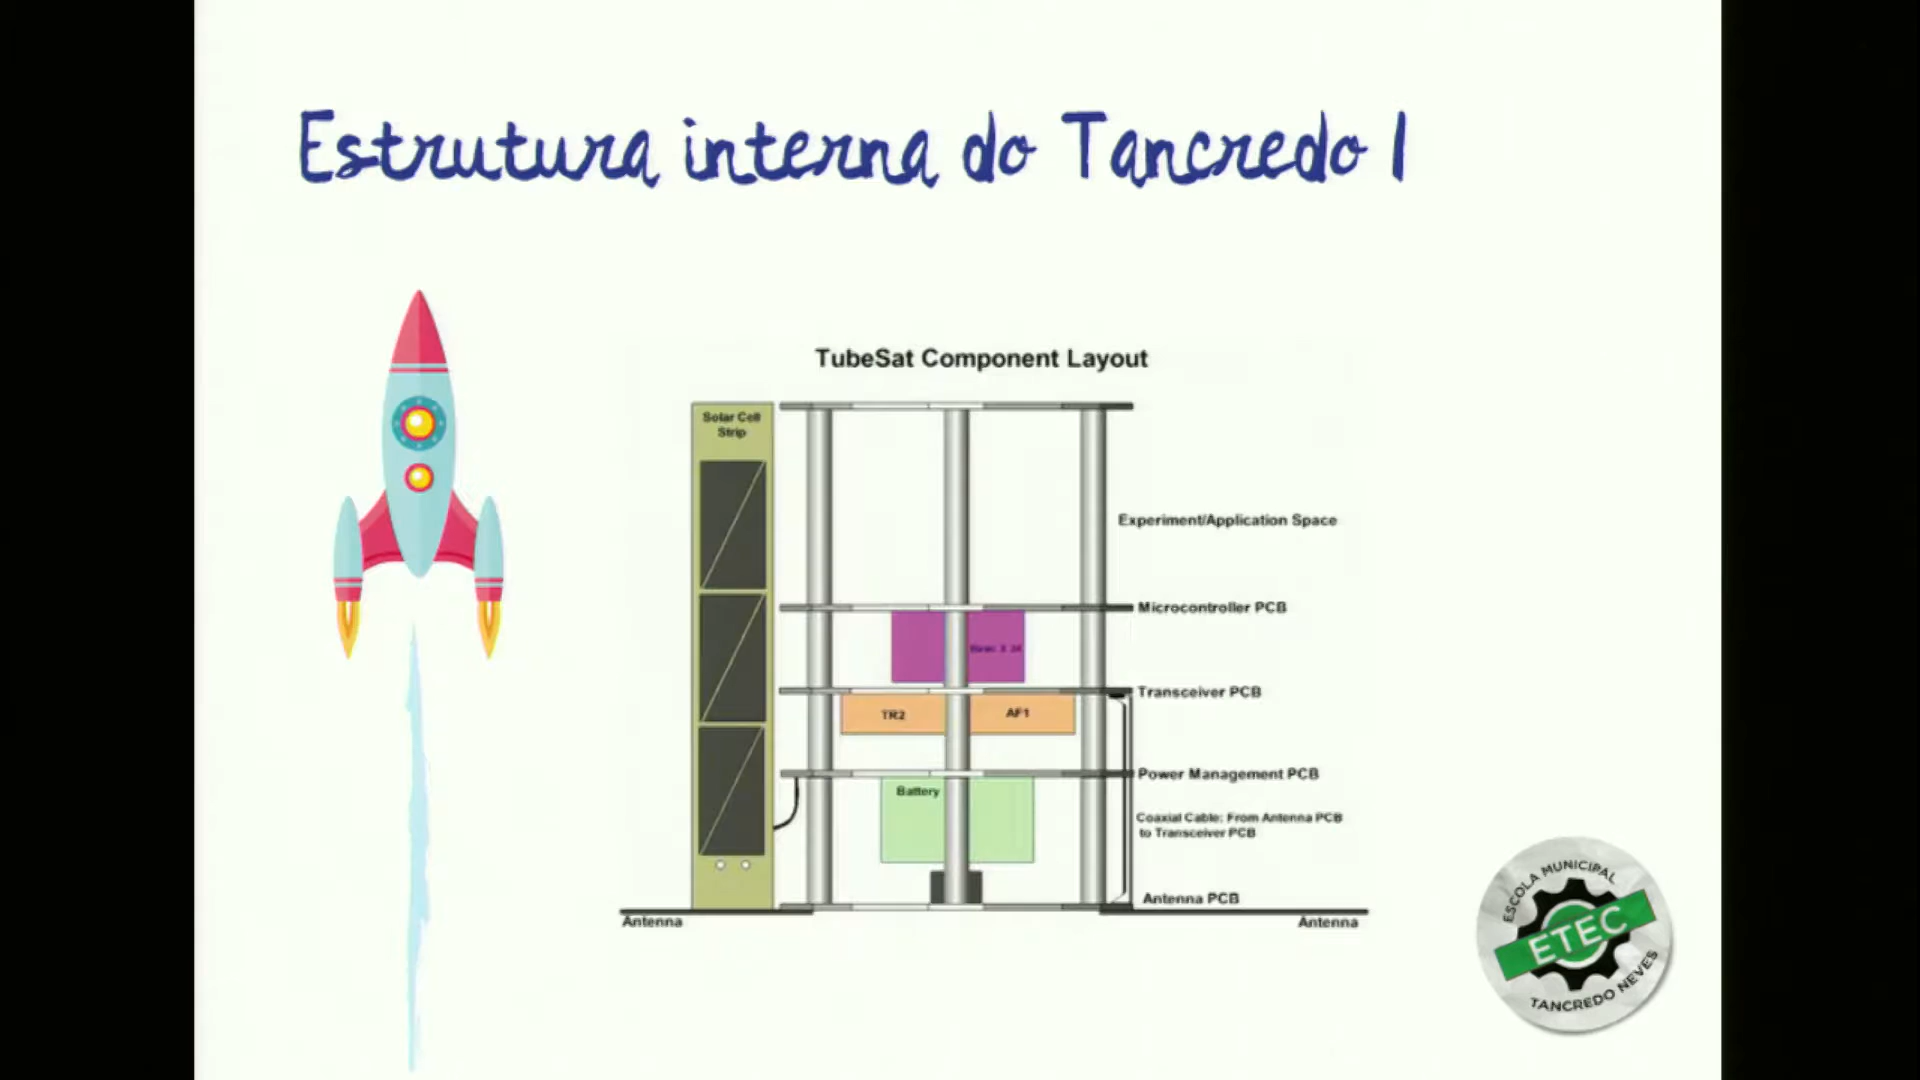 Estrutura interna do Tancredo I
TubeSat Component Layout
Solar Cell
Strip
Experiment/Application Space
Microcontroller PCB
Transceiver PCB
TR2
AF1
Power Management PCB
Battery
Coaxial Cable: From Antenna PCB
to Transceiver PCB
Antenna PCB
Antenna
Antenna
ESCOLA MUNICIPAL
ETEC
TANCREDO NEVES